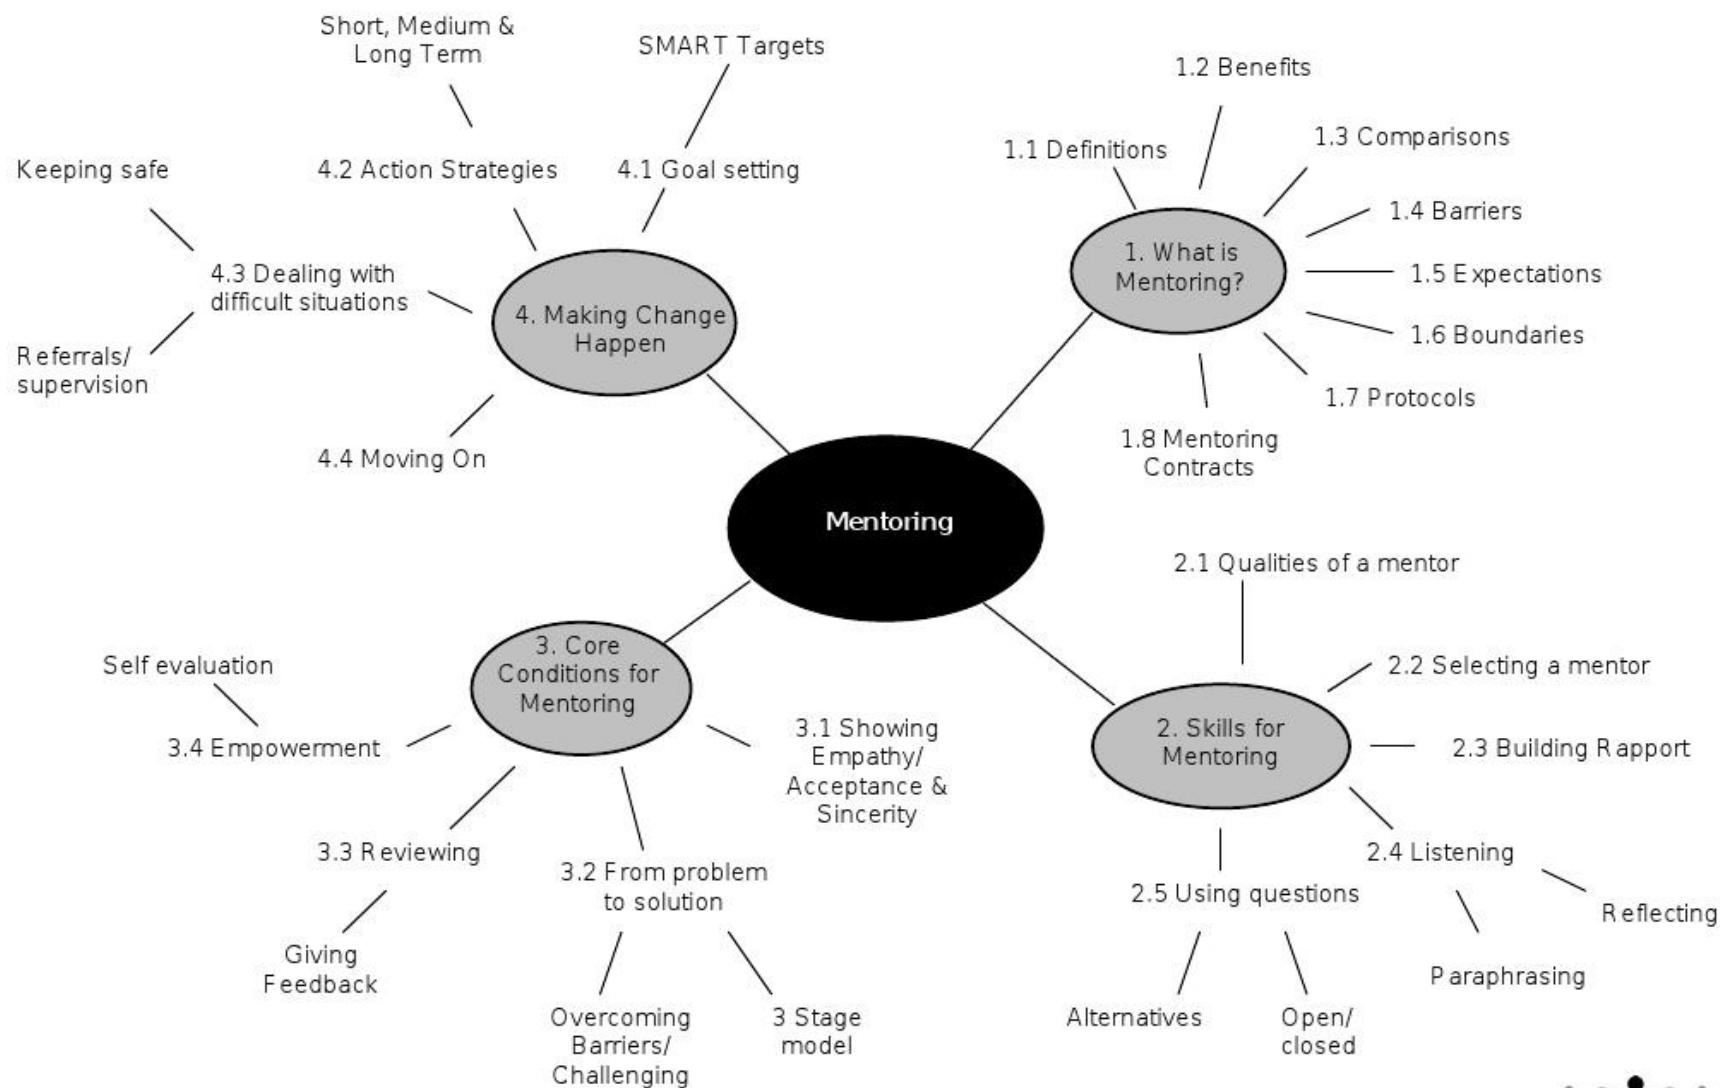 Short, Medium &
Long Term
SMART Targets
1.2 Benefits
1.1 Definitions
1.3 Comparisons
Keeping safe
4.2 Action Strategies
4.1 Goal setting
1.4 Barriers
1. What is
Mentoring?
1.5 Expectations
4.3 Dealing with
difficult situations
4. Making Change
Happen
1.6 Boundaries
Referrals/
supervision
1.7 Protocols
4.4 Moving On
1.8 Mentoring
Contracts
Mentoring
2.1 Qualities of a mentor
3. Core
Conditions for
Mentoring
Self evaluation
2.2 Selecting a mentor
3.4 Empowerment
3.1 Showing
Empathy/
Acceptance &
Sincerity
2. Skills for
Mentoring
2.3 Building Rapport
3.3 Reviewing
3.2 From problem
to solution
2.4 Listening
2.5 Using questions
Reflecting
Giving
Feedback
Paraphrasing
Overcoming
Barriers/
Challenging
3 Stage
model
Alternatives
Open/
closed